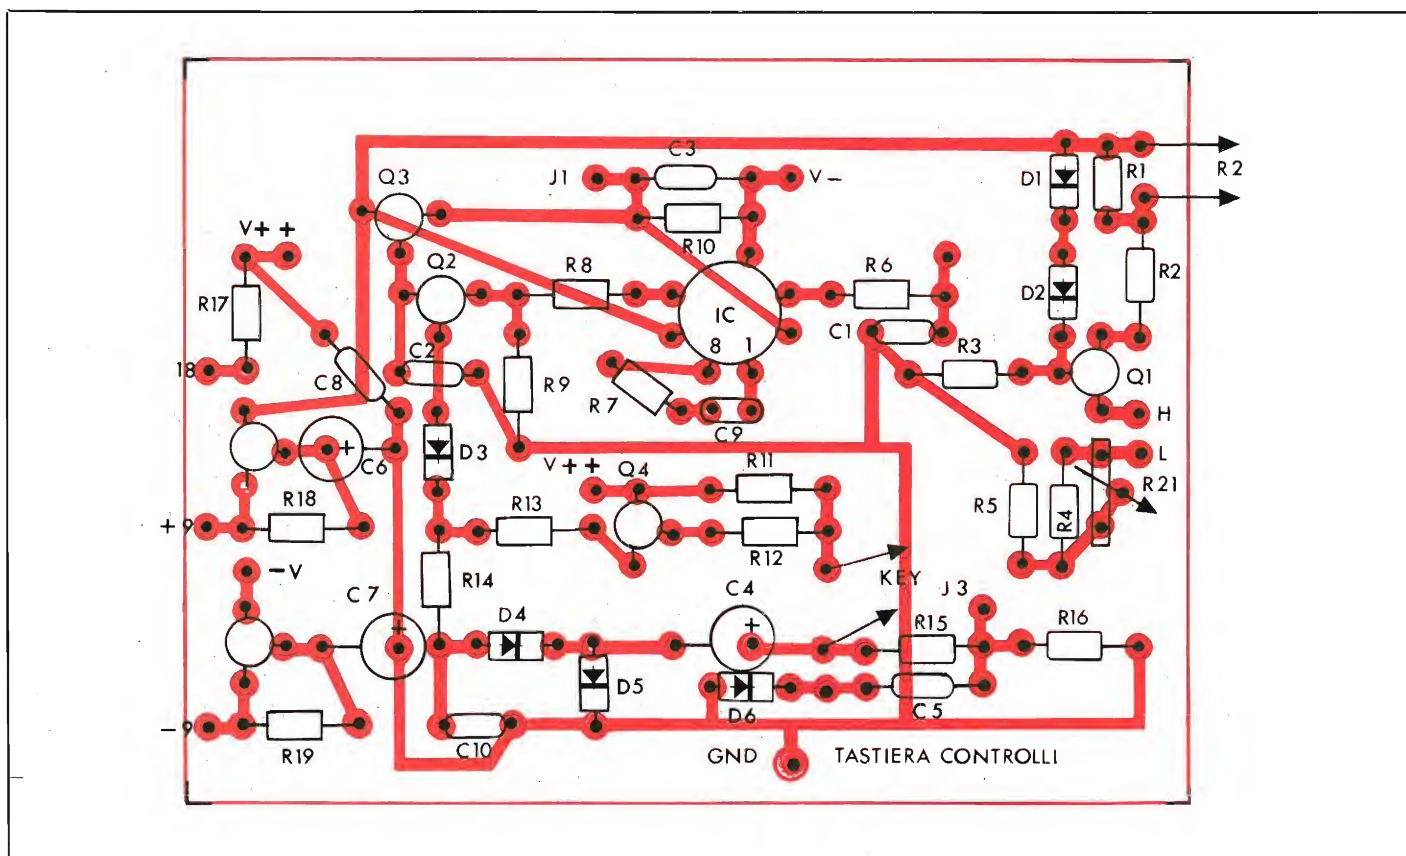 C3
J1
V-
D1
R1
R2
Q3
V++
R10
Q2
R8
R6
R2
R17
D2
IC
C1
8 1
R3
18
C2
C8
R9
R7
Q1
H
C9
C6
D3
V++
Q4
R11
L
R21
R18
R13
R5
R4
+9
R12
-V
R14
KEY
C7
D4
C4
J3
+
+
R15
R16
D5
D6
C5
-9
R19
C10
GND
TASTIERA CONTROLLI